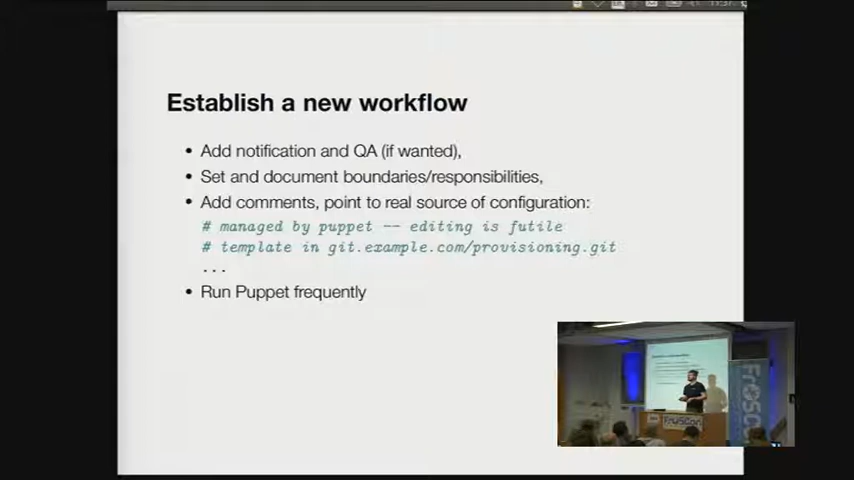 Establish a new workflow
• Add notification and QA (if wanted),
• Set and document boundaries/responsibilities,
• Add comments, point to real source of configuration:
# managed by puppet -- editing is futile
# template in git.example.com/provisioning.git
...
• Run Puppet frequently
FrOSCon
FrOSCon